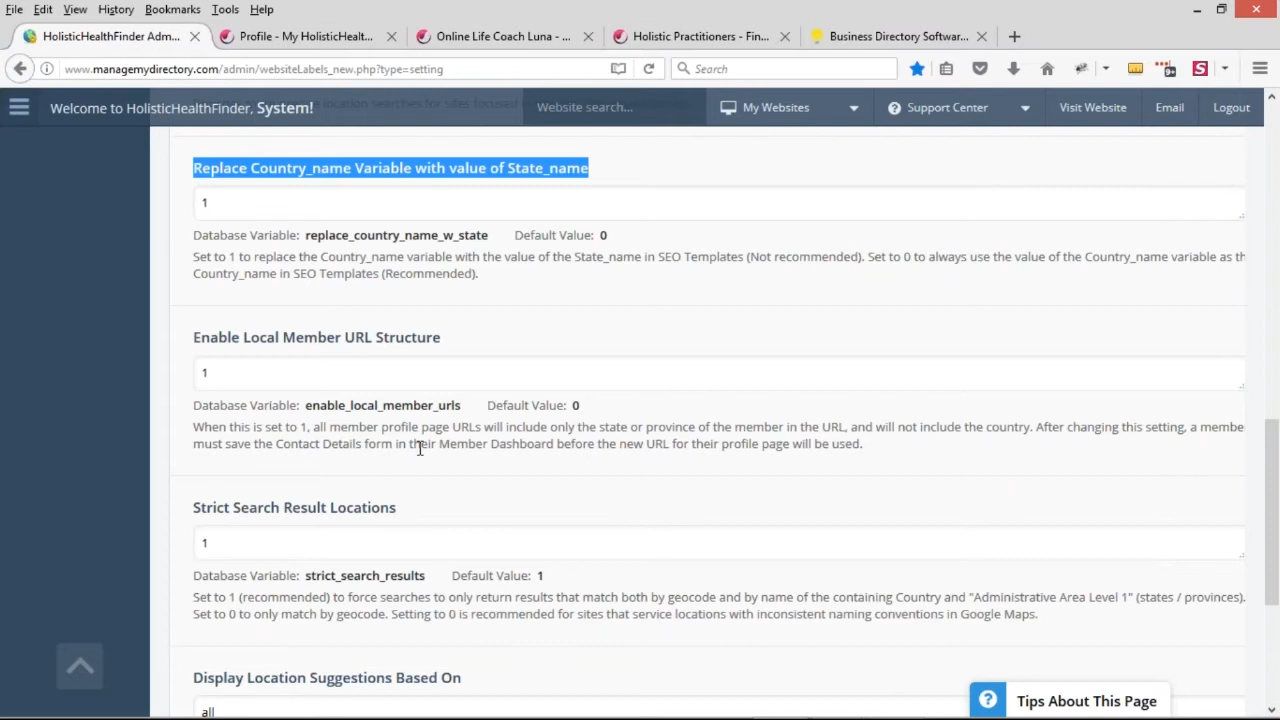 File Edit View History Bookmarks Tools Help
HolisticHealthFinder Adm...
Profile - My HolisticHealt...
Online Life Coach Luna - ...
Holistic Practitioners - Fin...
Business Directory Softwar...
www.managemydirectory.com/admin/websiteLabels_new.php?type=setting
Search
Welcome to HolisticHealthFinder, System!
Website search...
My Websites
Support Center
Visit Website
Email
Logout
Replace Country_name Variable with value of State_name
1
Database Variable: replace_country_name_w_state Default Value: 0
Set to 1 to replace the Country_name variable with the value of the State_name in SEO Templates (Not recommended). Set to 0 to always use the value of the Country_name variable as th
Country_name in SEO Templates (Recommended).
Enable Local Member URL Structure
1
Database Variable: enable_local_member_urls Default Value: 0
When this is set to 1, all member profile page URLs will include only the state or province of the member in the URL, and will not include the country. After changing this setting, a membe
must save the Contact Details form in their Member Dashboard before the new URL for their profile page will be used.
Strict Search Result Locations
1
Database Variable: strict_search_results Default Value: 1
Set to 1 (recommended) to force searches to only return results that match both by geocode and by name of the containing Country and "Administrative Area Level 1" (states / provinces).
Set to 0 to only match by geocode. Setting to 0 is recommended for sites that service locations with inconsistent naming conventions in Google Maps.
Display Location Suggestions Based On
all
Tips About This Page